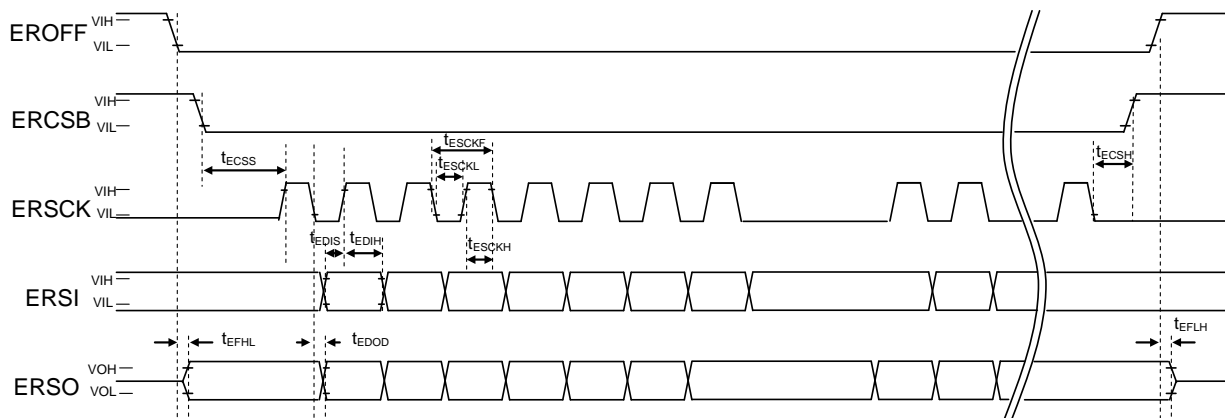 EROFF
VIH
VIL
ERCSB
VIH
VIL
tECSS
tESCKF
tESCKL
tECSH
ERSCK
VIH
VIL
tEDIS
tEDIH
tESCKH
ERSI
VIH
VIL
tEFHL
tEDOD
tEFLH
ERSO
VOH
VOL